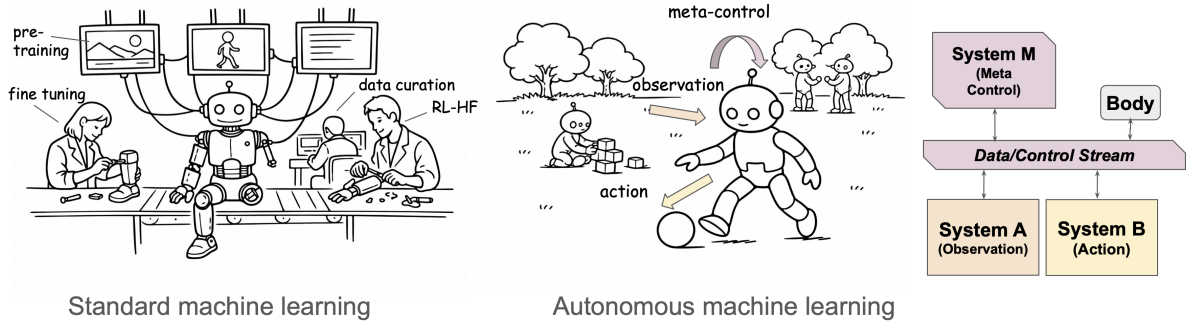 pre-
training
fine tuning
data curation
RL-HF
Standard machine learning
meta-control
observation
action
Autonomous machine learning
System M
(Meta
Control)
Body
Data/Control Stream
System A
(Observation)
System B
(Action)